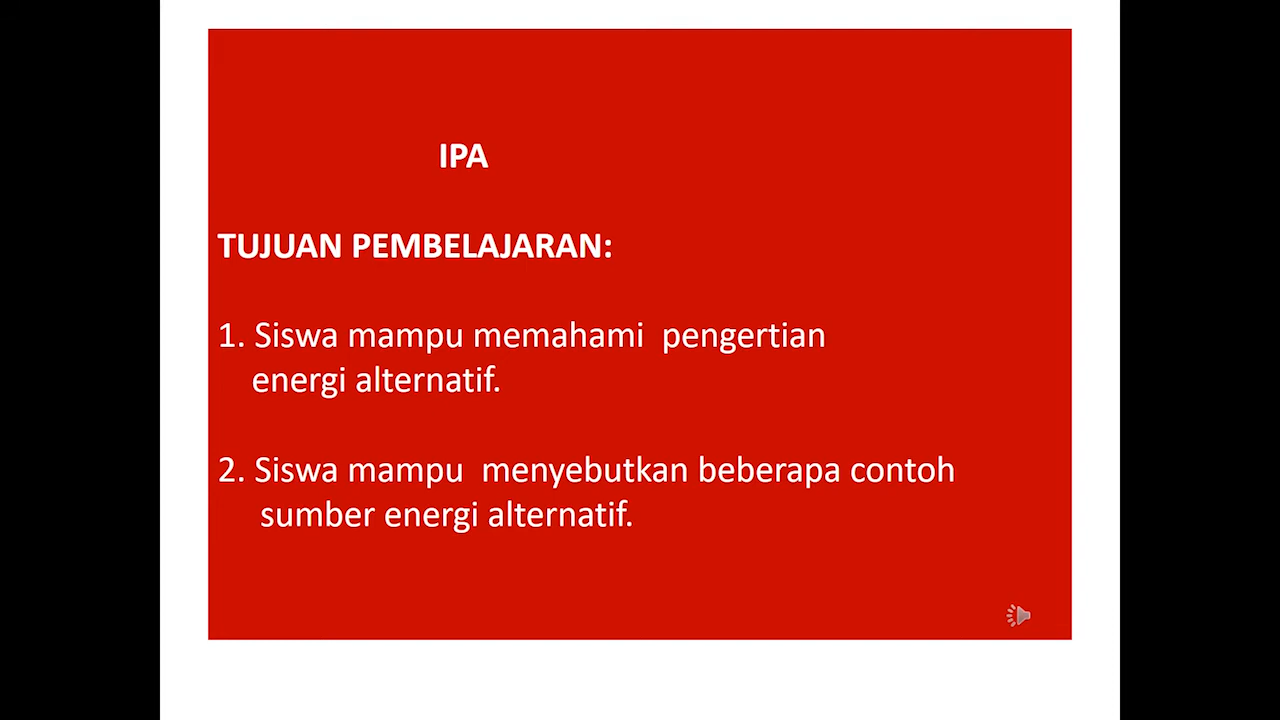 IPA
TUJUAN PEMBELAJARAN:
1. Siswa mampu memahami  pengertian
energi alternatif.
2. Siswa mampu  menyebutkan beberapa contoh
sumber energi alternatif.